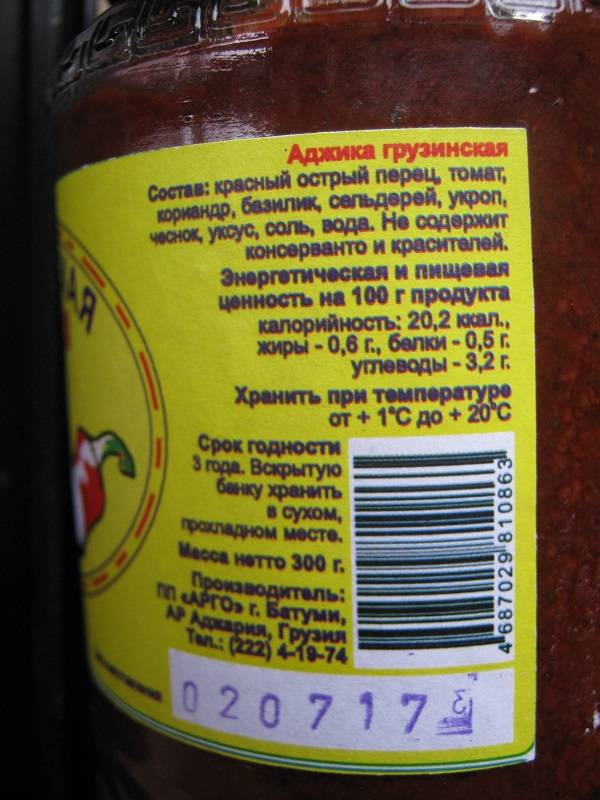 Аджика грузинская
Состав: красный острый перец, томат,
кориандр, базилик, сельдерей, укроп,
чеснок, уксус, соль, вода. Не содержит
консерванто и красителей.
Энергетическая и пищевая
ценность на 100 г продукта
калорийность: 20,2 ккал.,
жиры - 0,6 г., белки - 0,5 г.
углеводы - 3,2 г.
Хранить при температуре
от + 1°С до + 20°С
Срок годности
3 года. Вскрытую
банку хранить
в сухом,
прохладном месте.
Масса нетто 300 г.
Производитель:
ПП «АРГО» г. Батуми,
АР Аджария, Грузия
Тел.: (222) 4-19-74
4687029810863
020717